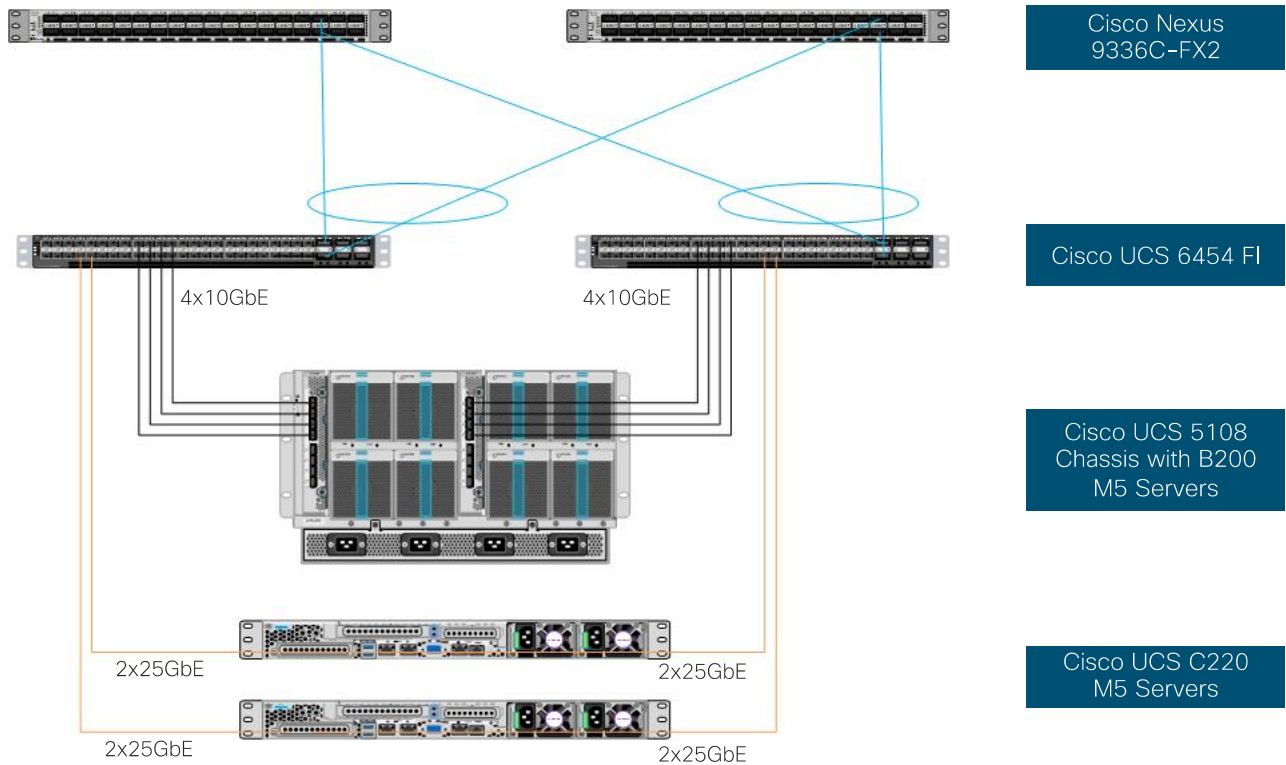 Cisco Nexus
9336C-FX2
Cisco UCS 6454 FI
4x10GbE
4x10GbE
Cisco UCS 5108
Chassis with B200
M5 Servers
2x25GbE
2x25GbE
Cisco UCS C220
M5 Servers
2x25GbE
2x25GbE